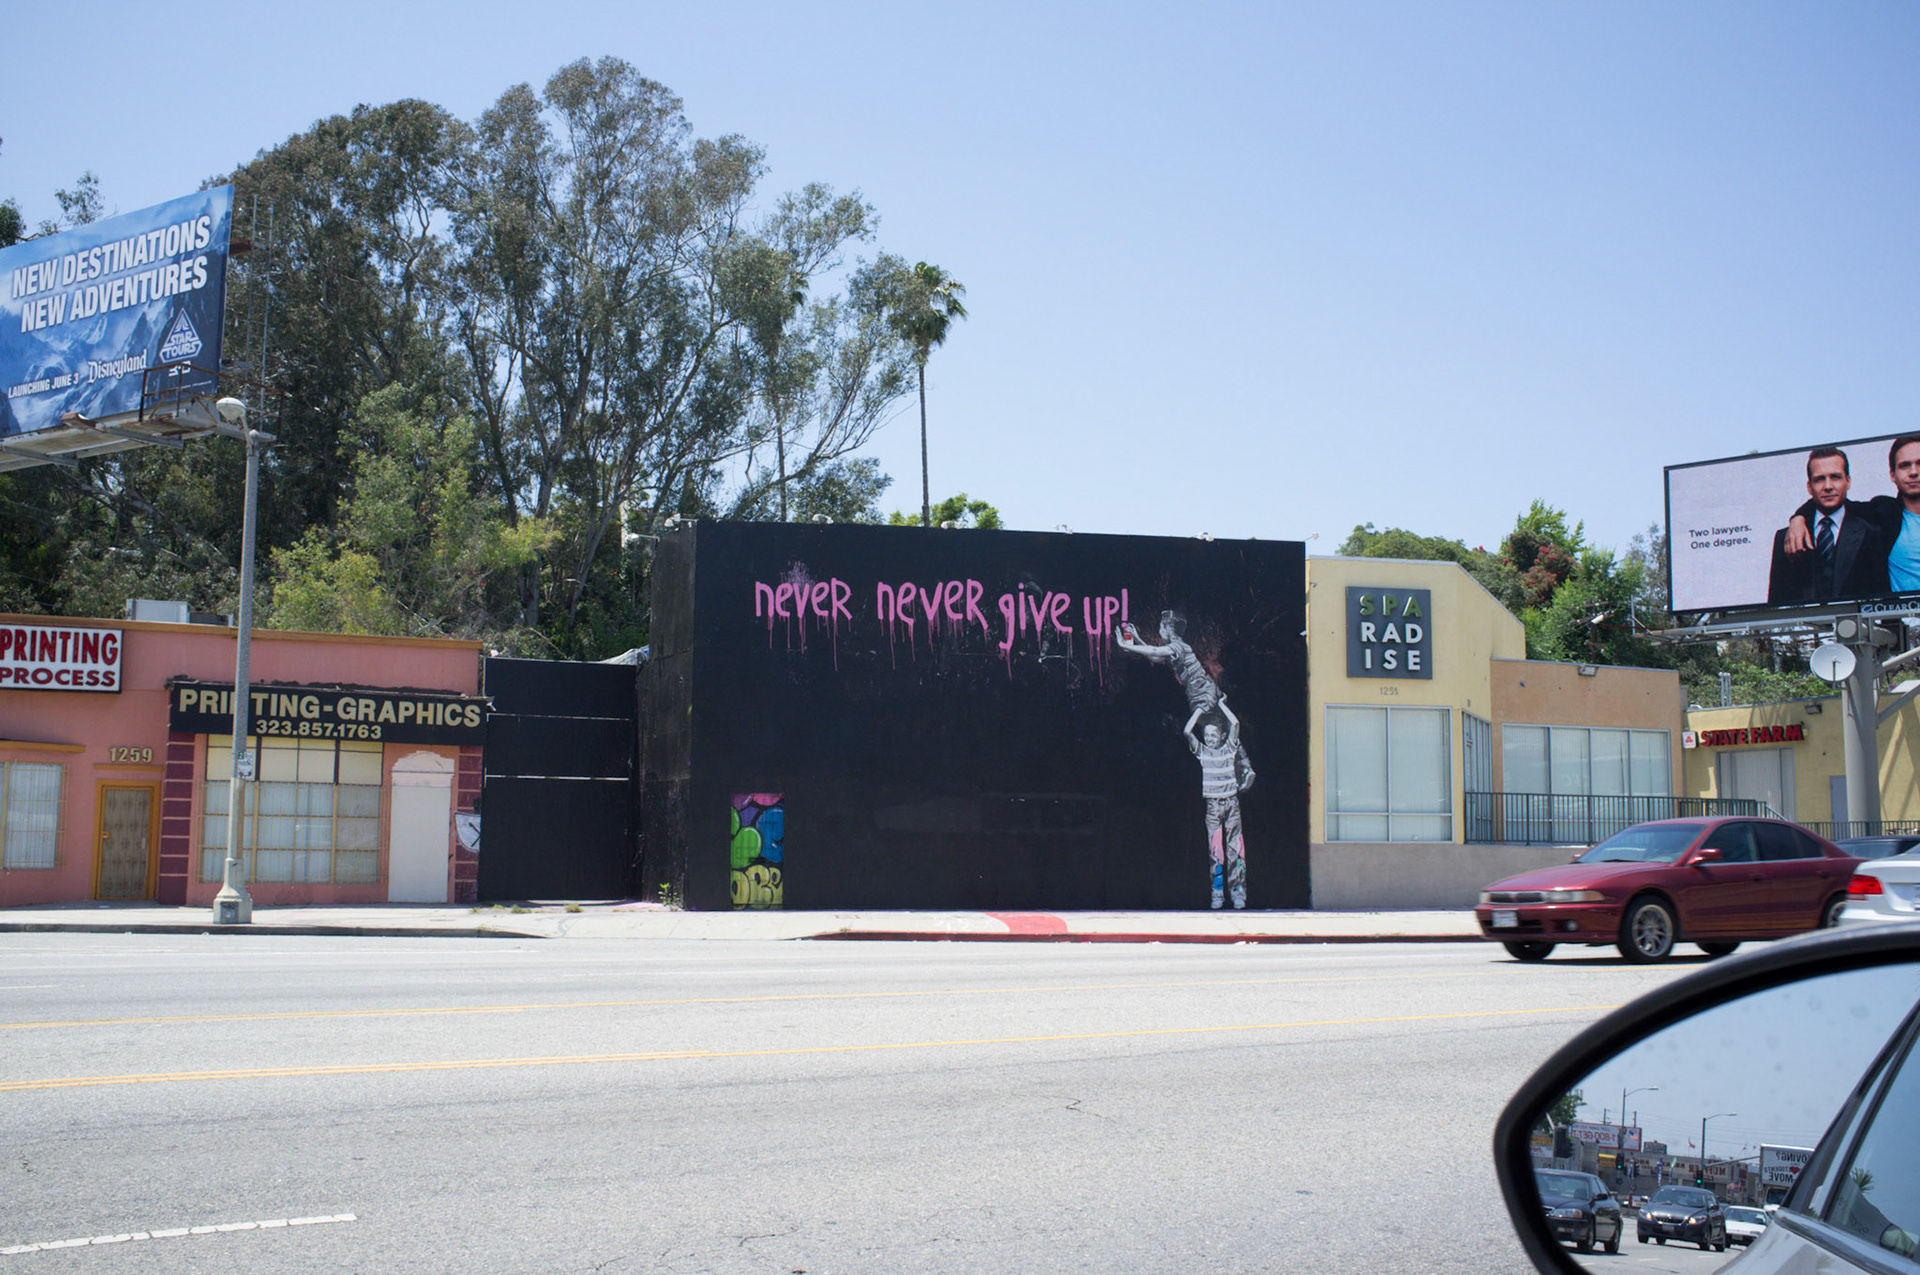 NEW DESTINATIONS
NEW ADVENTURES
STAR
TOURS
LAUNCHING JUNE 3
Disneyland
PRINTING
PROCESS
PRINTING-GRAPHICS
323.857.1763
1259
never never give up!
SPA
RAD
ISE
1255
Two lawyers.
One degree.
STATE FARM